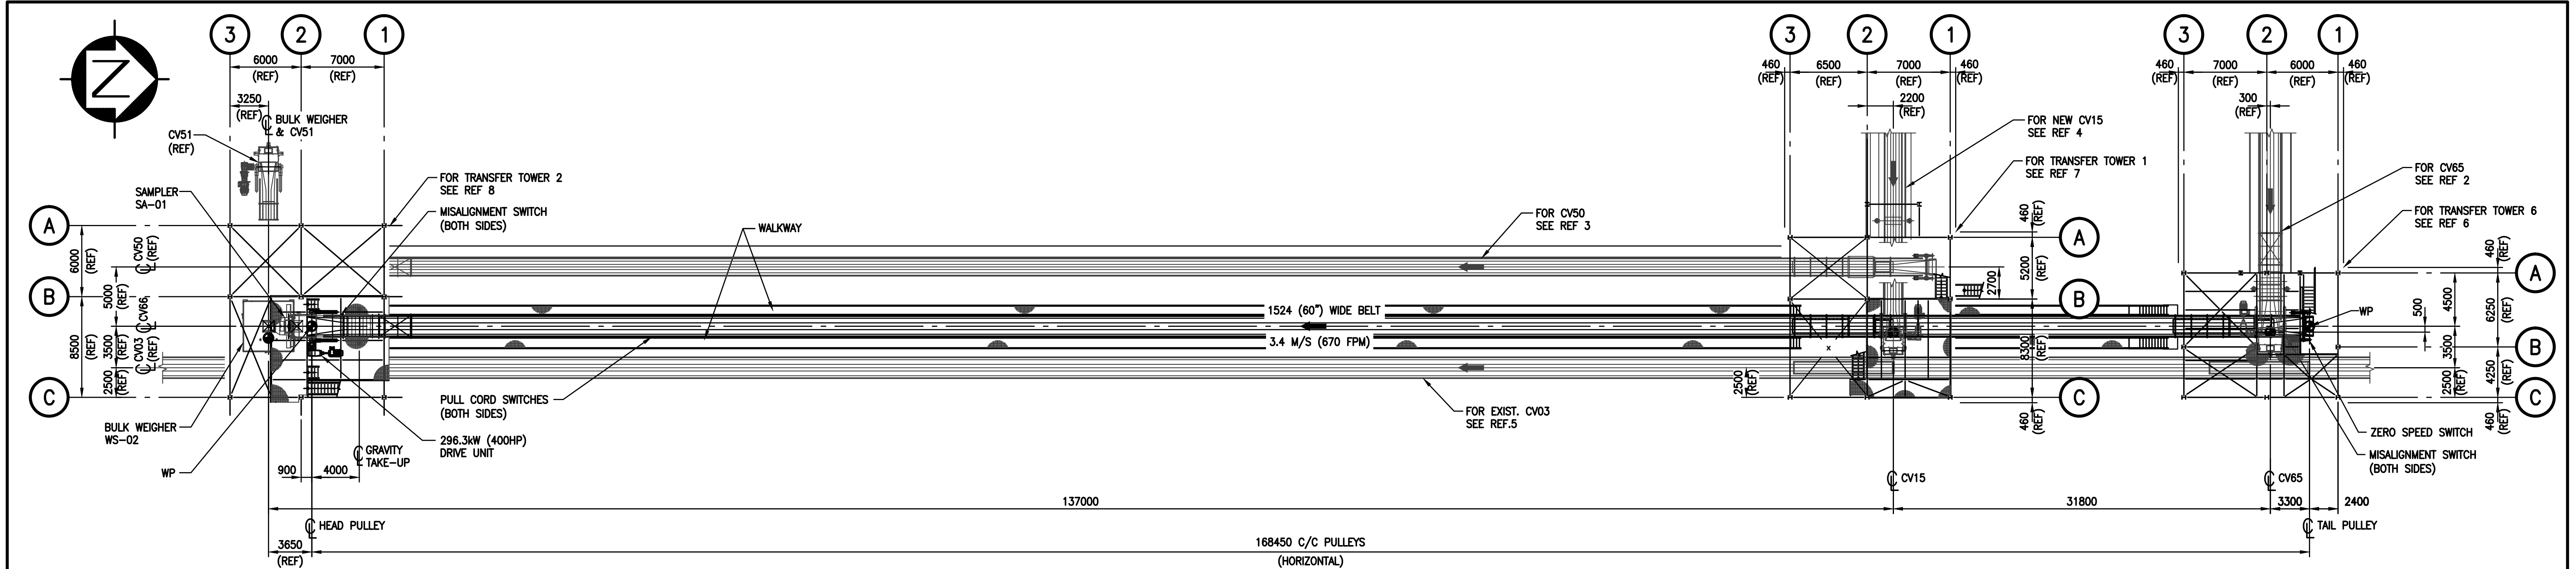 3
2
1
3
2
1
3
2
1
N
6000
(REF)
7000
(REF)
460
(REF)
6500
(REF)
7000
(REF)
460
(REF)
460
(REF)
7000
(REF)
6000
(REF)
460
(REF)
3250
(REF)
2200
(REF)
300
(REF)
BULK WEIGHER
& CV51
CV51
(REF)
SAMPLER
SA-01
FOR TRANSFER TOWER 2
SEE REF 8
MISALIGNMENT SWITCH
(BOTH SIDES)
WALKWAY
FOR CV50
SEE REF 3
FOR NEW CV15
SEE REF 4
FOR TRANSFER TOWER 1
SEE REF 7
FOR CV65
SEE REF 2
FOR TRANSFER TOWER 6
SEE REF 6
A
B
C
6000
(REF)
8500
(REF)
5000
(REF)
3500
(REF)
2500
(REF)
CV50
(REF)
CV66
CV03
(REF)
1524 (60") WIDE BELT
3.4 M/S (670 FPM)
2700
460
(REF)
5200
(REF)
8300
(REF)
2500
(REF)
460
(REF)
A
B
C
WP
500
4500
3500
2500
(REF)
460
(REF)
6250
(REF)
4250
(REF)
460
(REF)
A
B
C
BULK WEIGHER
WS-02
WP
PULL CORD SWITCHES
(BOTH SIDES)
296.3kW (400HP)
DRIVE UNIT
GRAVITY
TAKE-UP
900
4000
FOR EXIST. CV03
SEE REF.5
ZERO SPEED SWITCH
MISALIGNMENT SWITCH
(BOTH SIDES)
CV15
CV65
137000
31800
3300
2400
HEAD PULLEY
TAIL PULLEY
3650
(REF)
168450 C/C PULLEYS
(HORIZONTAL)